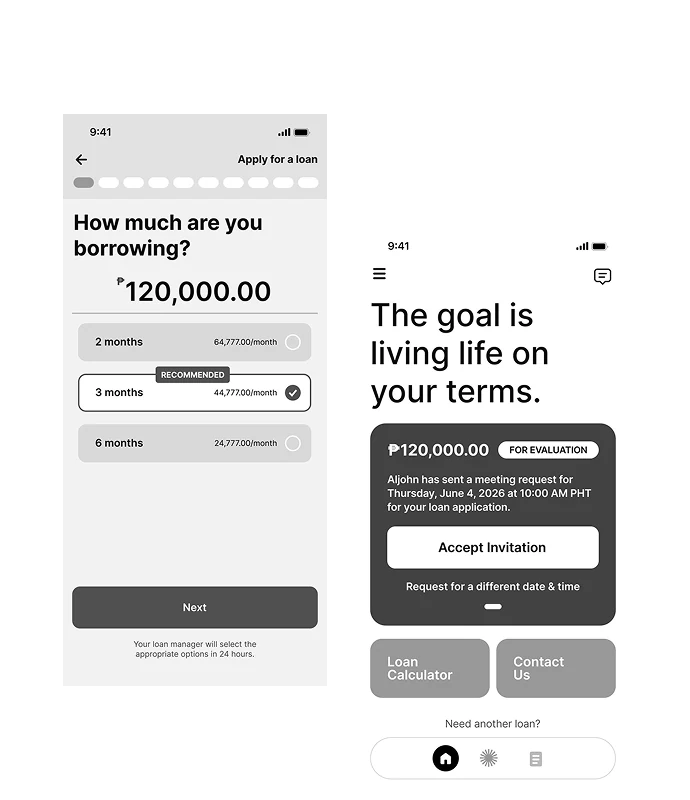 9:41
Apply for a loan
How much are you
borrowing?
₱120,000.00
2 months 64,777.00/month
RECOMMENDED
3 months 44,777.00/month
6 months 24,777.00/month
Next
Your loan manager will select the
appropriate options in 24 hours.
9:41
The goal is
living life on
your terms.
₱120,000.00 FOR EVALUATION
Aljohn has sent a meeting request for
Thursday, June 4, 2026 at 10:00 AM PHT
for your loan application.
Accept Invitation
Request for a different date & time
Loan
Calculator
Contact
Us
Need another loan?